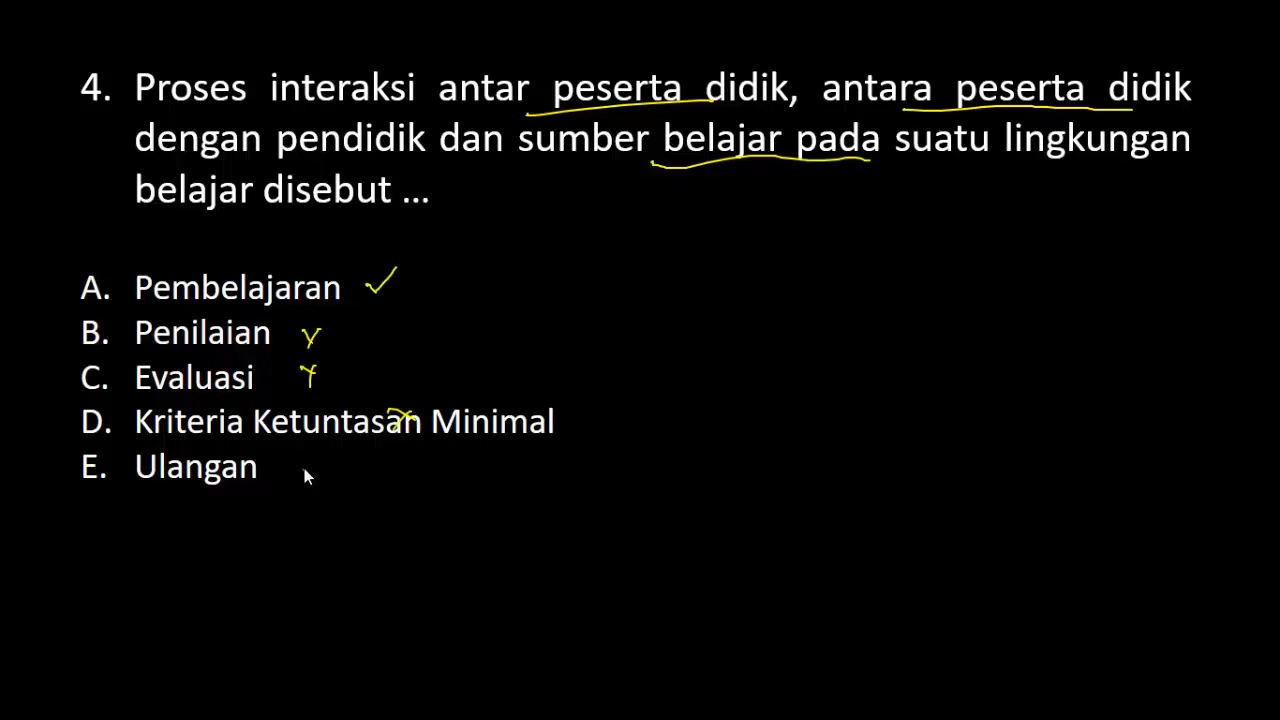 4. Proses interaksi antar peserta didik, antara peserta didik
dengan pendidik dan sumber belajar pada suatu lingkungan
belajar disebut ...
A. Pembelajaran
B. Penilaian
C. Evaluasi
D. Kriteria Ketuntasan Minimal
E. Ulangan